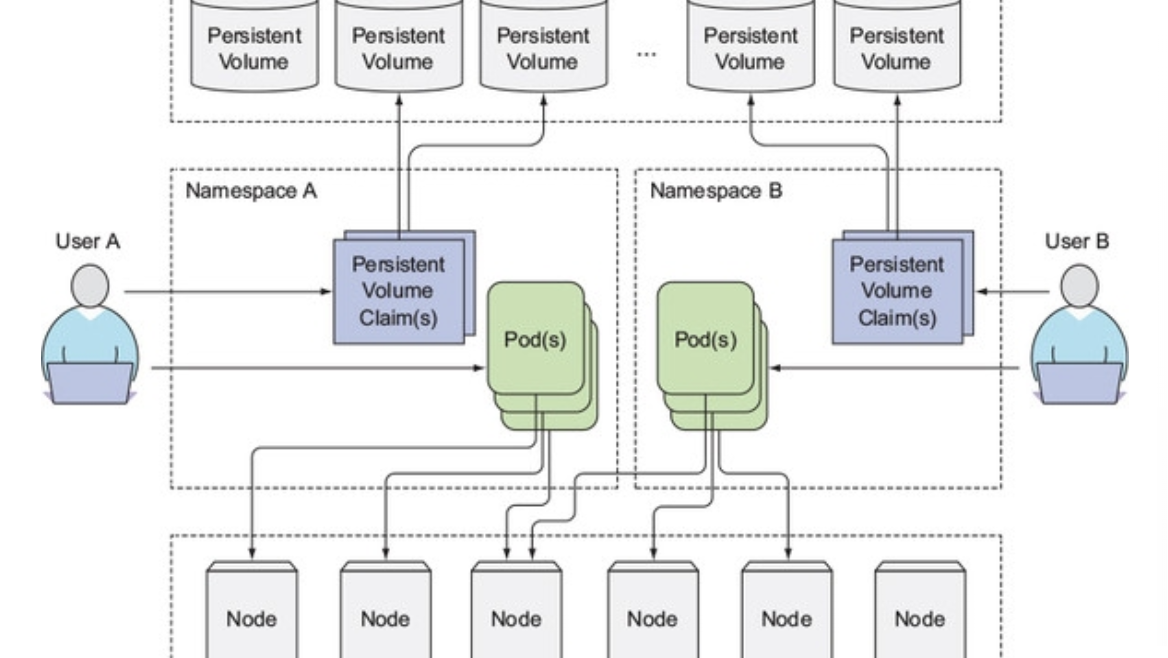 Persistent
Volume
Persistent
Volume
Persistent
Volume
...
Persistent
Volume
Persistent
Volume
Namespace A
Namespace B
User A
User B
Persistent
Volume
Claim(s)
Pod(s)
Pod(s)
Persistent
Volume
Claim(s)
Node
Node
Node
Node
Node
Node